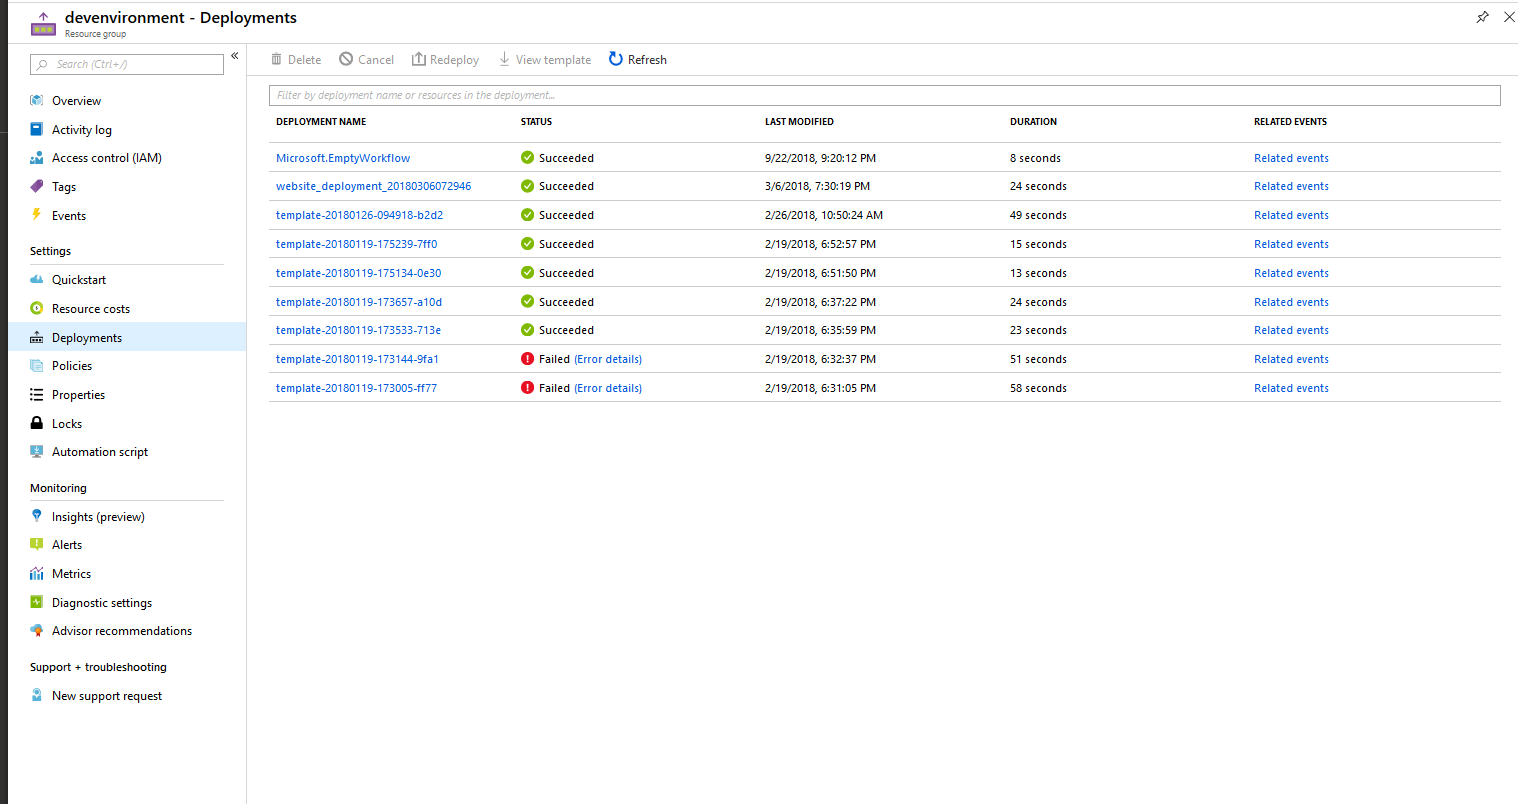 devenvironment - Deployments
Resource group
Search (Ctrl+/)
«
Overview
Activity log
Access control (IAM)
Tags
Events
Settings
Quickstart
Resource costs
Deployments
Policies
Properties
Locks
Automation script
Monitoring
Insights (preview)
Alerts
Metrics
Diagnostic settings
Advisor recommendations
Support + troubleshooting
New support request
Delete Cancel Redeploy View template Refresh
Filter by deployment name or resources in the deployment...
DEPLOYMENT NAME STATUS LAST MODIFIED DURATION RELATED EVENTS
Microsoft.EmptyWorkflow Succeeded 9/22/2018, 9:20:12 PM 8 seconds Related events
website_deployment_20180306072946 Succeeded 3/6/2018, 7:30:19 PM 24 seconds Related events
template-20180126-094918-b2d2 Succeeded 2/26/2018, 10:50:24 AM 49 seconds Related events
template-20180119-175239-7ff0 Succeeded 2/19/2018, 6:52:57 PM 15 seconds Related events
template-20180119-175134-0e30 Succeeded 2/19/2018, 6:51:50 PM 13 seconds Related events
template-20180119-173657-a10d Succeeded 2/19/2018, 6:37:22 PM 24 seconds Related events
template-20180119-173533-713e Succeeded 2/19/2018, 6:35:59 PM 23 seconds Related events
template-20180119-173144-9fa1 Failed (Error details) 2/19/2018, 6:32:37 PM 51 seconds Related events
template-20180119-173005-ff77 Failed (Error details) 2/19/2018, 6:31:05 PM 58 seconds Related events